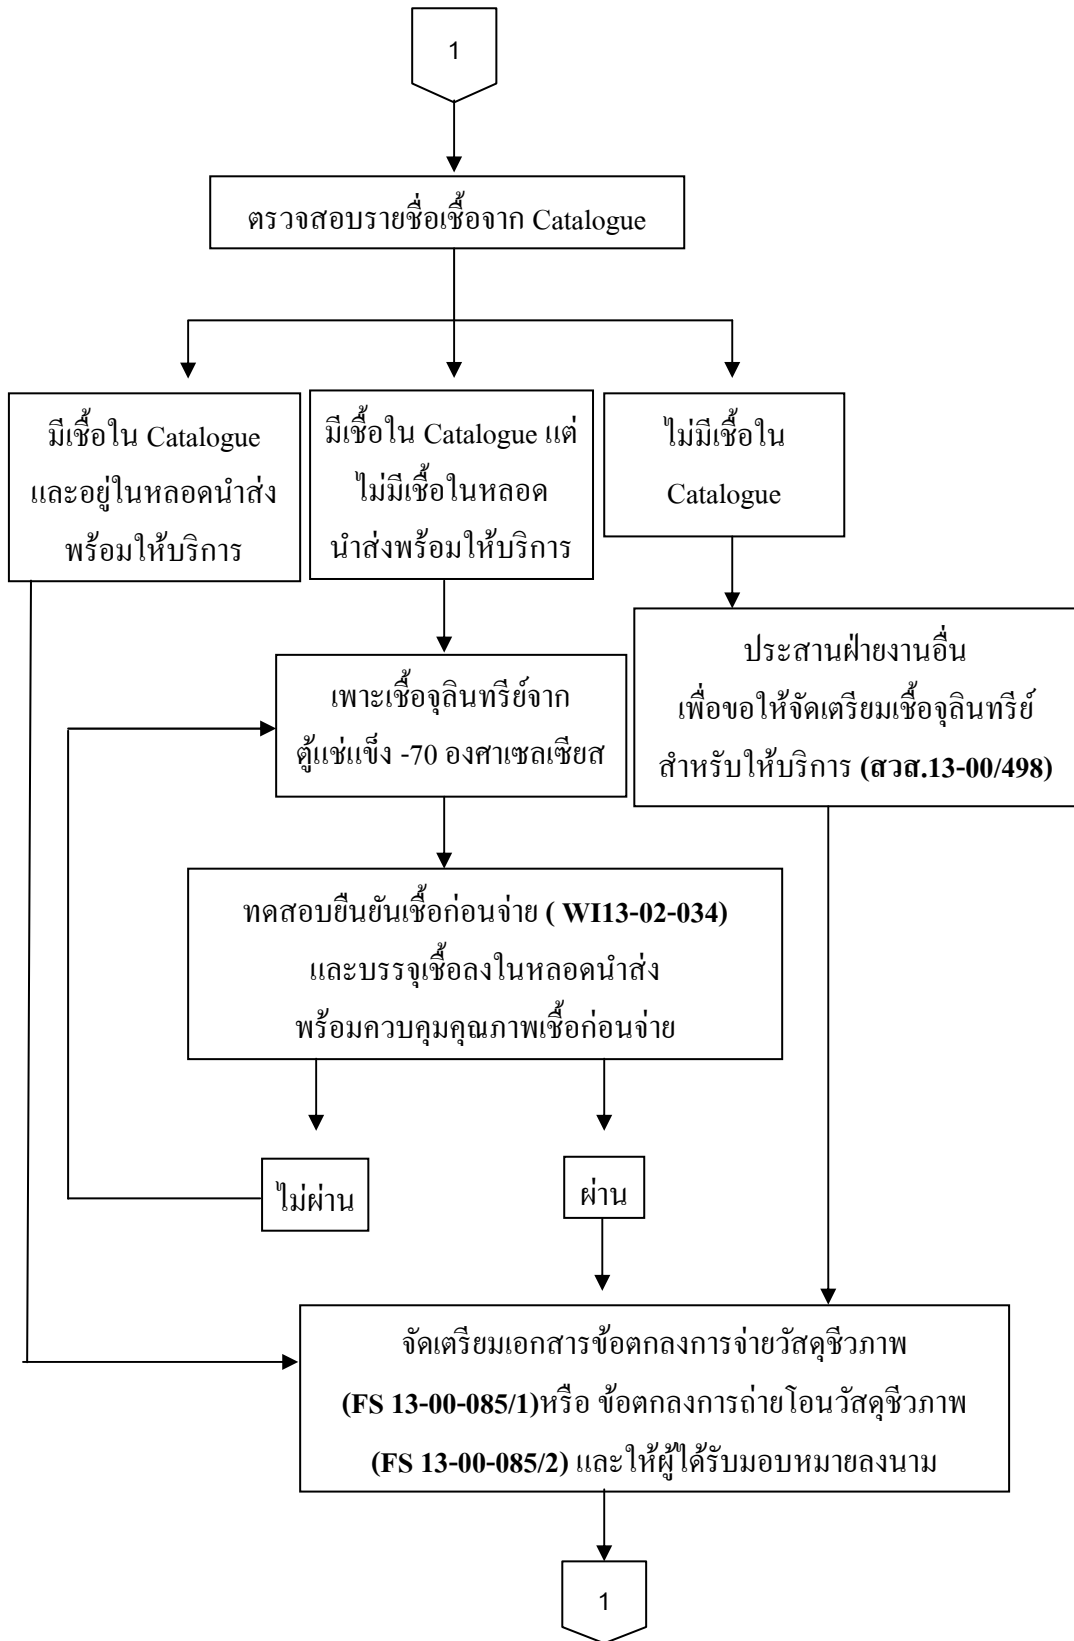 1
ตรวจสอบรายชื่อเชื้อจาก Catalogue
มีเชื้อใน Catalogue
และอยู่ในหลอดนำส่ง
พร้อมให้บริการ
มีเชื้อใน Catalogue แต่
ไม่มีเชื้อในหลอด
นำส่งพร้อมให้บริการ
ไม่มีเชื้อใน
Catalogue
ประสานฝ่ายงานอื่น
เพื่อขอให้จัดเตรียมเชื้อจุลินทรีย์
สำหรับให้บริการ (สวส.13-00/498)
เพาะเชื้อจุลินทรีย์จาก
ตู้แช่แข็ง -70 องศาเซลเซียส
ทดสอบยืนยันเชื้อก่อนจ่าย ( WI13-02-034)
และบรรจุเชื้อลงในหลอดนำส่ง
พร้อมควบคุมคุณภาพเชื้อก่อนจ่าย
ไม่ผ่าน
ผ่าน
จัดเตรียมเอกสารข้อตกลงการจ่ายวัสดุชีวภาพ
(FS 13-00-085/1)หรือ ข้อตกลงการถ่ายโอนวัสดุชีวภาพ
(FS 13-00-085/2) และให้ผู้ได้รับมอบหมายลงนาม
1